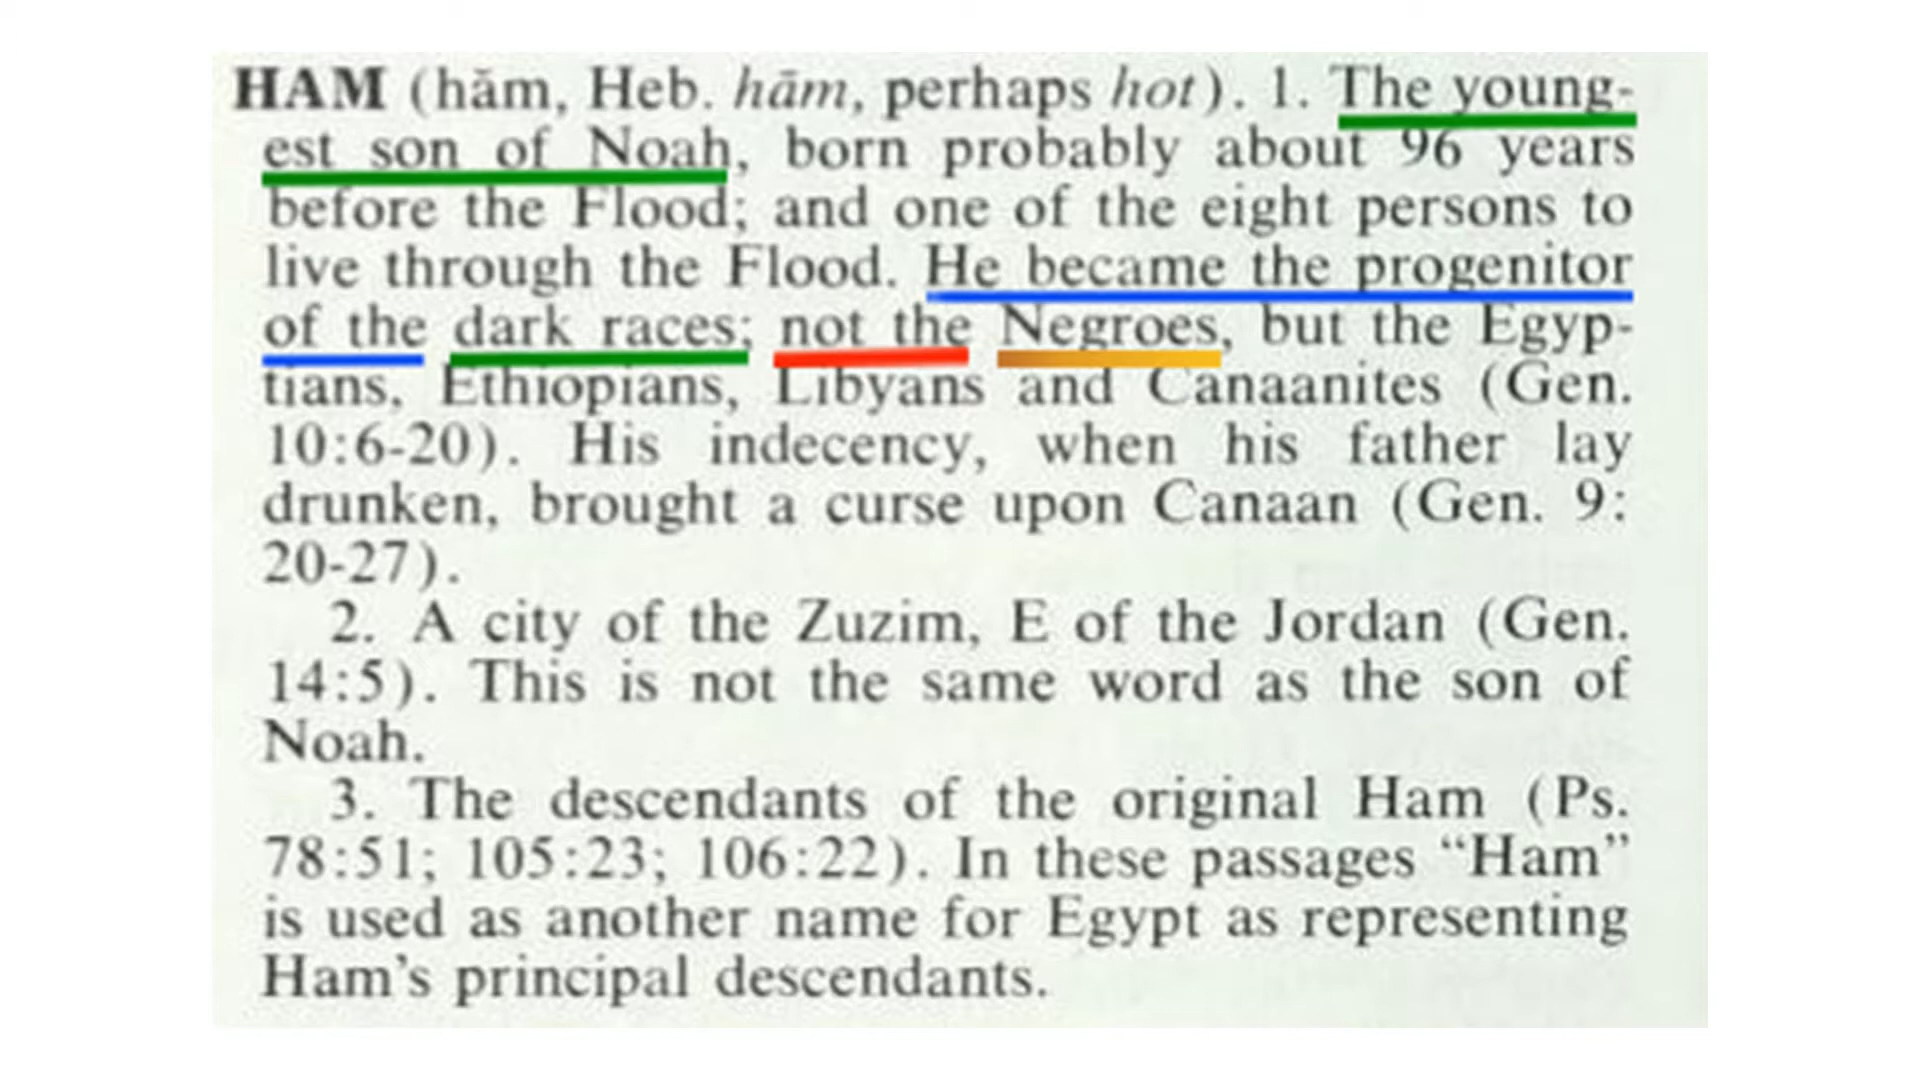 HAM (hăm, Heb. hām, perhaps hot). 1. The young-
est son of Noah, born probably about 96 years
before the Flood; and one of the eight persons to
live through the Flood. He became the progenitor
of the dark races; not the Negroes, but the Egyp-
tians, Ethiopians, Libyans and Canaanites (Gen.
10:6-20). His indecency, when his father lay
drunken, brought a curse upon Canaan (Gen. 9:
20-27).
2. A city of the Zuzim, E of the Jordan (Gen.
14:5). This is not the same word as the son of
Noah.
3. The descendants of the original Ham (Ps.
78:51; 105:23; 106:22). In these passages “Ham”
is used as another name for Egypt as representing
Ham’s principal descendants.